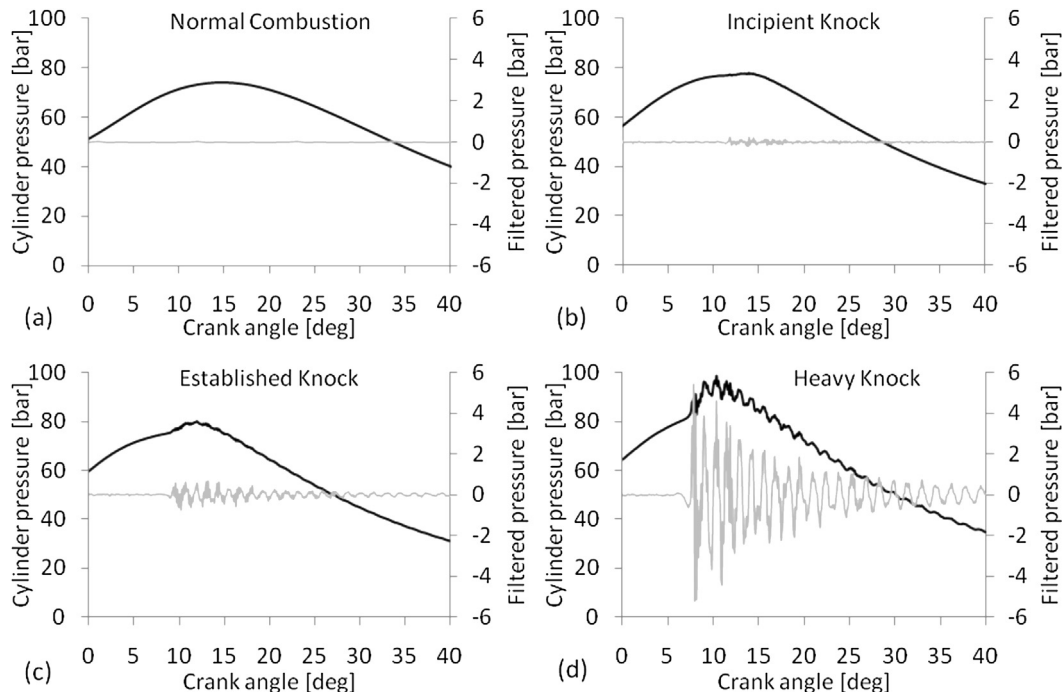 Normal Combustion
Cylinder pressure [bar]
100
80
60
40
20
0
6
4
2
0
-2
-4
-6
Filtered pressure [bar]
0 5 10 15 20 25 30 35 40
(a)
Crank angle [deg]
Incipient Knock
Cylinder pressure [bar]
100
80
60
40
20
0
6
4
2
0
-2
-4
-6
Filtered pressure [bar]
0 5 10 15 20 25 30 35 40
(b)
Crank angle [deg]
Established Knock
Cylinder pressure [bar]
100
80
60
40
20
0
6
4
2
0
-2
-4
-6
Filtered pressure [bar]
0 5 10 15 20 25 30 35 40
(c)
Crank angle [deg]
Heavy Knock
Cylinder pressure [bar]
100
80
60
40
20
0
6
4
2
0
-2
-4
-6
Filtered pressure [bar]
0 5 10 15 20 25 30 35 40
(d)
Crank angle [deg]